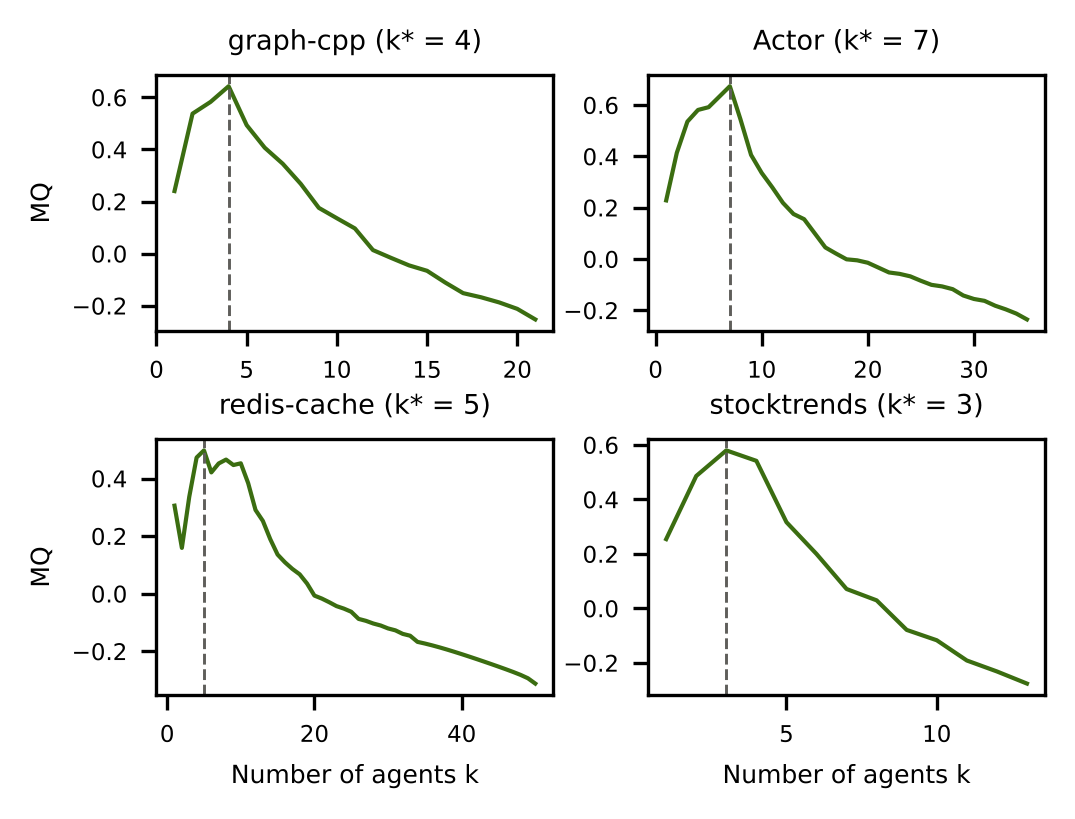 graph-cpp (k* = 4)
Actor (k* = 7)
MQ
0.6
0.4
0.2
0.0
−0.2
0 5 10 15 20
0.6
0.4
0.2
0.0
−0.2
0 10 20 30
redis-cache (k* = 5)
stocktrends (k* = 3)
MQ
0.4
0.2
0.0
−0.2
0 20 40
Number of agents k
0.6
0.4
0.2
0.0
−0.2
5 10
Number of agents k